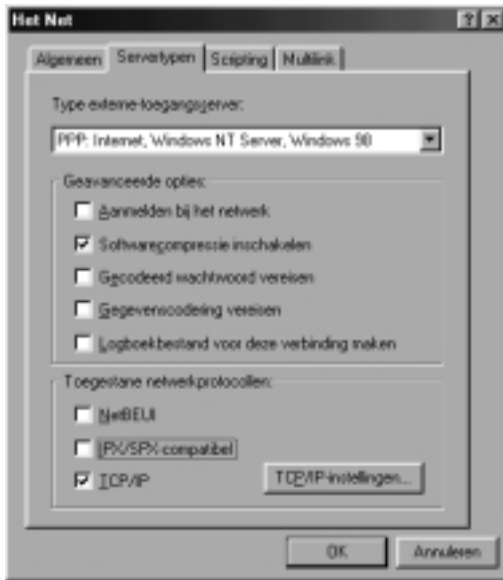 Het Net
Algemeen Servertypen Scripting Multilink
Type externe-toegangsserver:
PPP: Internet, Windows NT Server, Windows 98
Geavanceerde opties:
Aanmelden bij het netwerk
Softwarecompressie inschakelen
Gecodeerd wachtwoord vereisen
Gegevenscodering vereisen
Logboekbestand voor deze verbinding maken
Toegestane netwerkprotocollen:
NetBEUI
IPX/SPX-compatibel
TCP/IP
TCP/IP-instellingen...
OK Annuleren